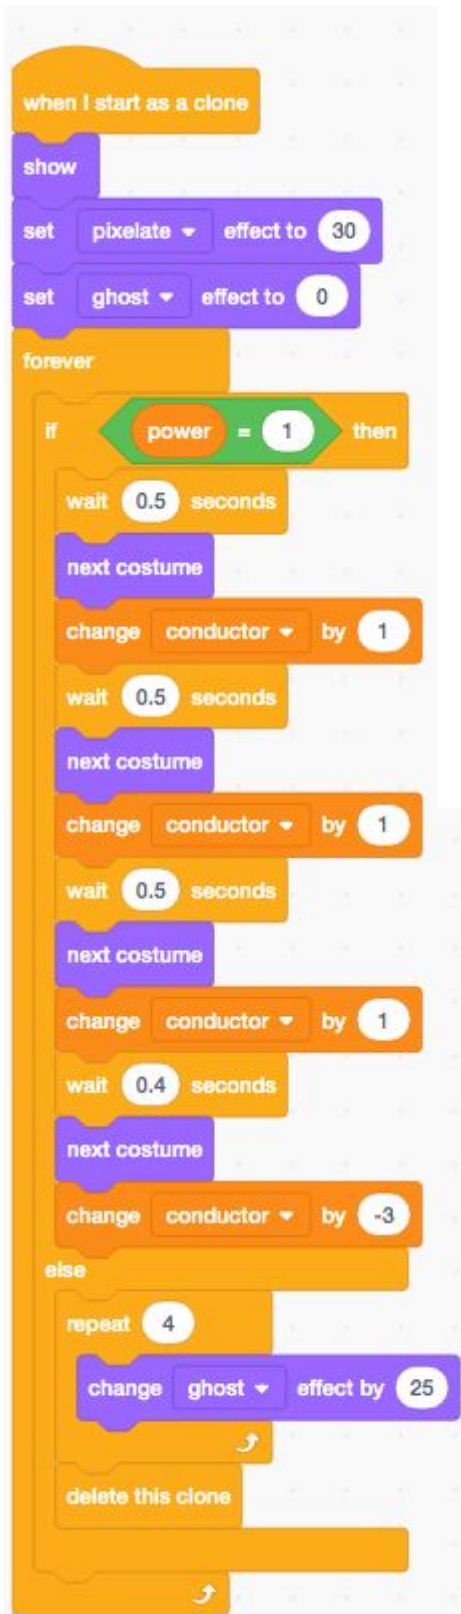 when I start as a clone
show
set pixelate effect to 30
set ghost effect to 0
forever
if power = 1 then
wait 0.5 seconds
next costume
change conductor by 1
wait 0.5 seconds
next costume
change conductor by 1
wait 0.5 seconds
next costume
change conductor by 1
wait 0.4 seconds
next costume
change conductor by -3
else
repeat 4
change ghost effect by 25
delete this clone